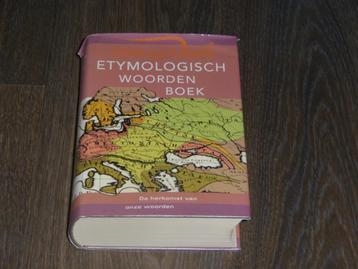 ETYMOLOGISCH
WOORDEN
BOEK
De herkomst van
onze woorden